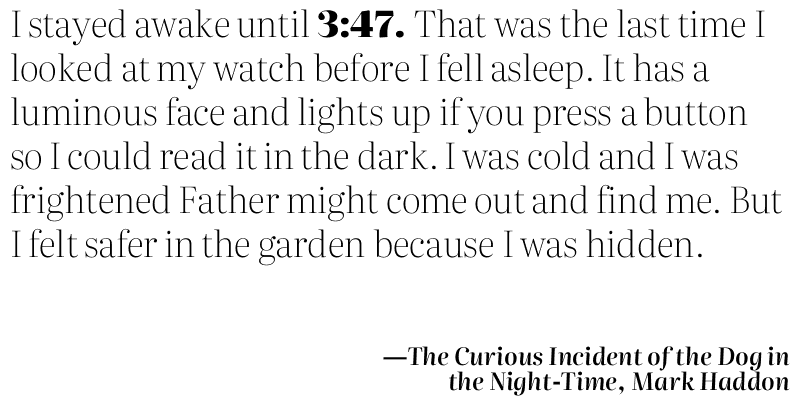 I stayed awake until 3:47. That was the last time I
looked at my watch before I fell asleep. It has a
luminous face and lights up if you press a button
so I could read it in the dark. I was cold and I was
frightened Father might come out and find me. But
I felt safer in the garden because I was hidden.
—The Curious Incident of the Dog in
the Night-Time, Mark Haddon